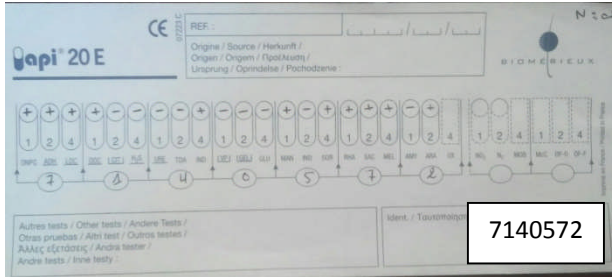 N:0
api® 20 E
CE
07223 C
REF. :
Origine / Source / Herkunft /
Origen / Origem / Προέλευση /
Ursprung / Oprindelse / Pochodzenie :
BIOMÉRIEUX
+ + + + − − − − + − − − + − + + + + − +
1 2 4 1 2 4 1 2 4 1 2 4 1 2 4 1 2 4 1 2 4 1 2 4 1 2 4
ONPG ADH LDC ODC CIT H2S URE TDA IND VP GEL GLU MAN INO SOR RHA SAC MEL AMY ARA OX NO2 N2 MOB McC OF-O OF-F
7 1 4 0 5 7 2
Autres tests / Other tests / Andere Tests /
Otras pruebas / Altri test / Outros testes /
Άλλες εξετάσεις / Andra tester /
Andre tests / Inne testy :
Ident. / Ταυτοποίηση
7140572